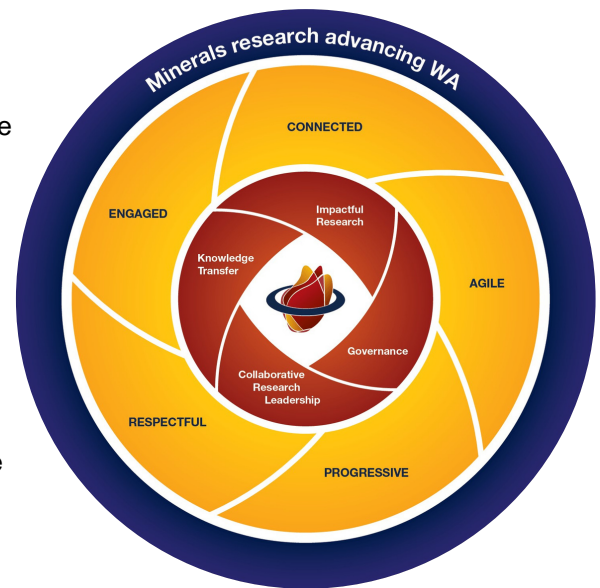 Minerals research advancing WA
e
CONNECTED
ENGAGED
Impactful
Research
Knowledge
Transfer
AGILE
Governance
Collaborative
Research
Leadership
RESPECTFUL
e
PROGRESSIVE